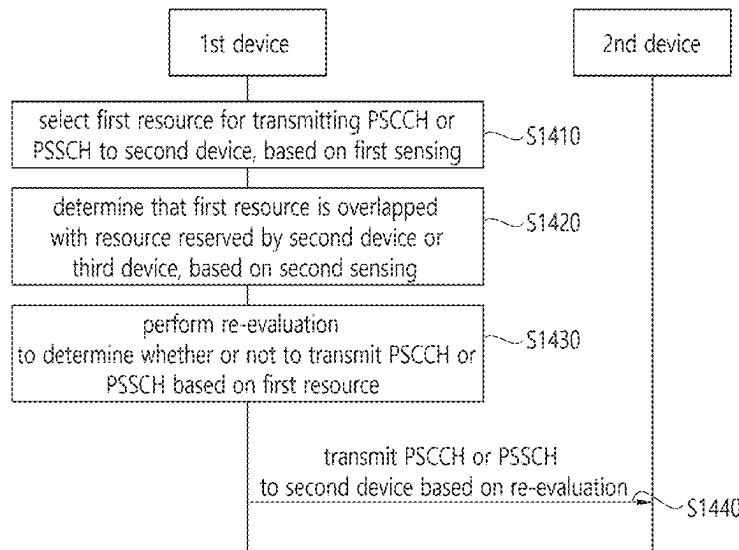 1st device
2nd device
select first resource for transmitting PSCCH or
PSSCH to second device, based on first sensing
S1410
determine that first resource is overlapped
with resource reserved by second device or
third device, based on second sensing
S1420
perform re-evaluation
to determine whether or not to transmit PSCCH or
PSSCH based on first resource
S1430
transmit PSCCH or PSSCH
to second device based on re-evaluation
S1440